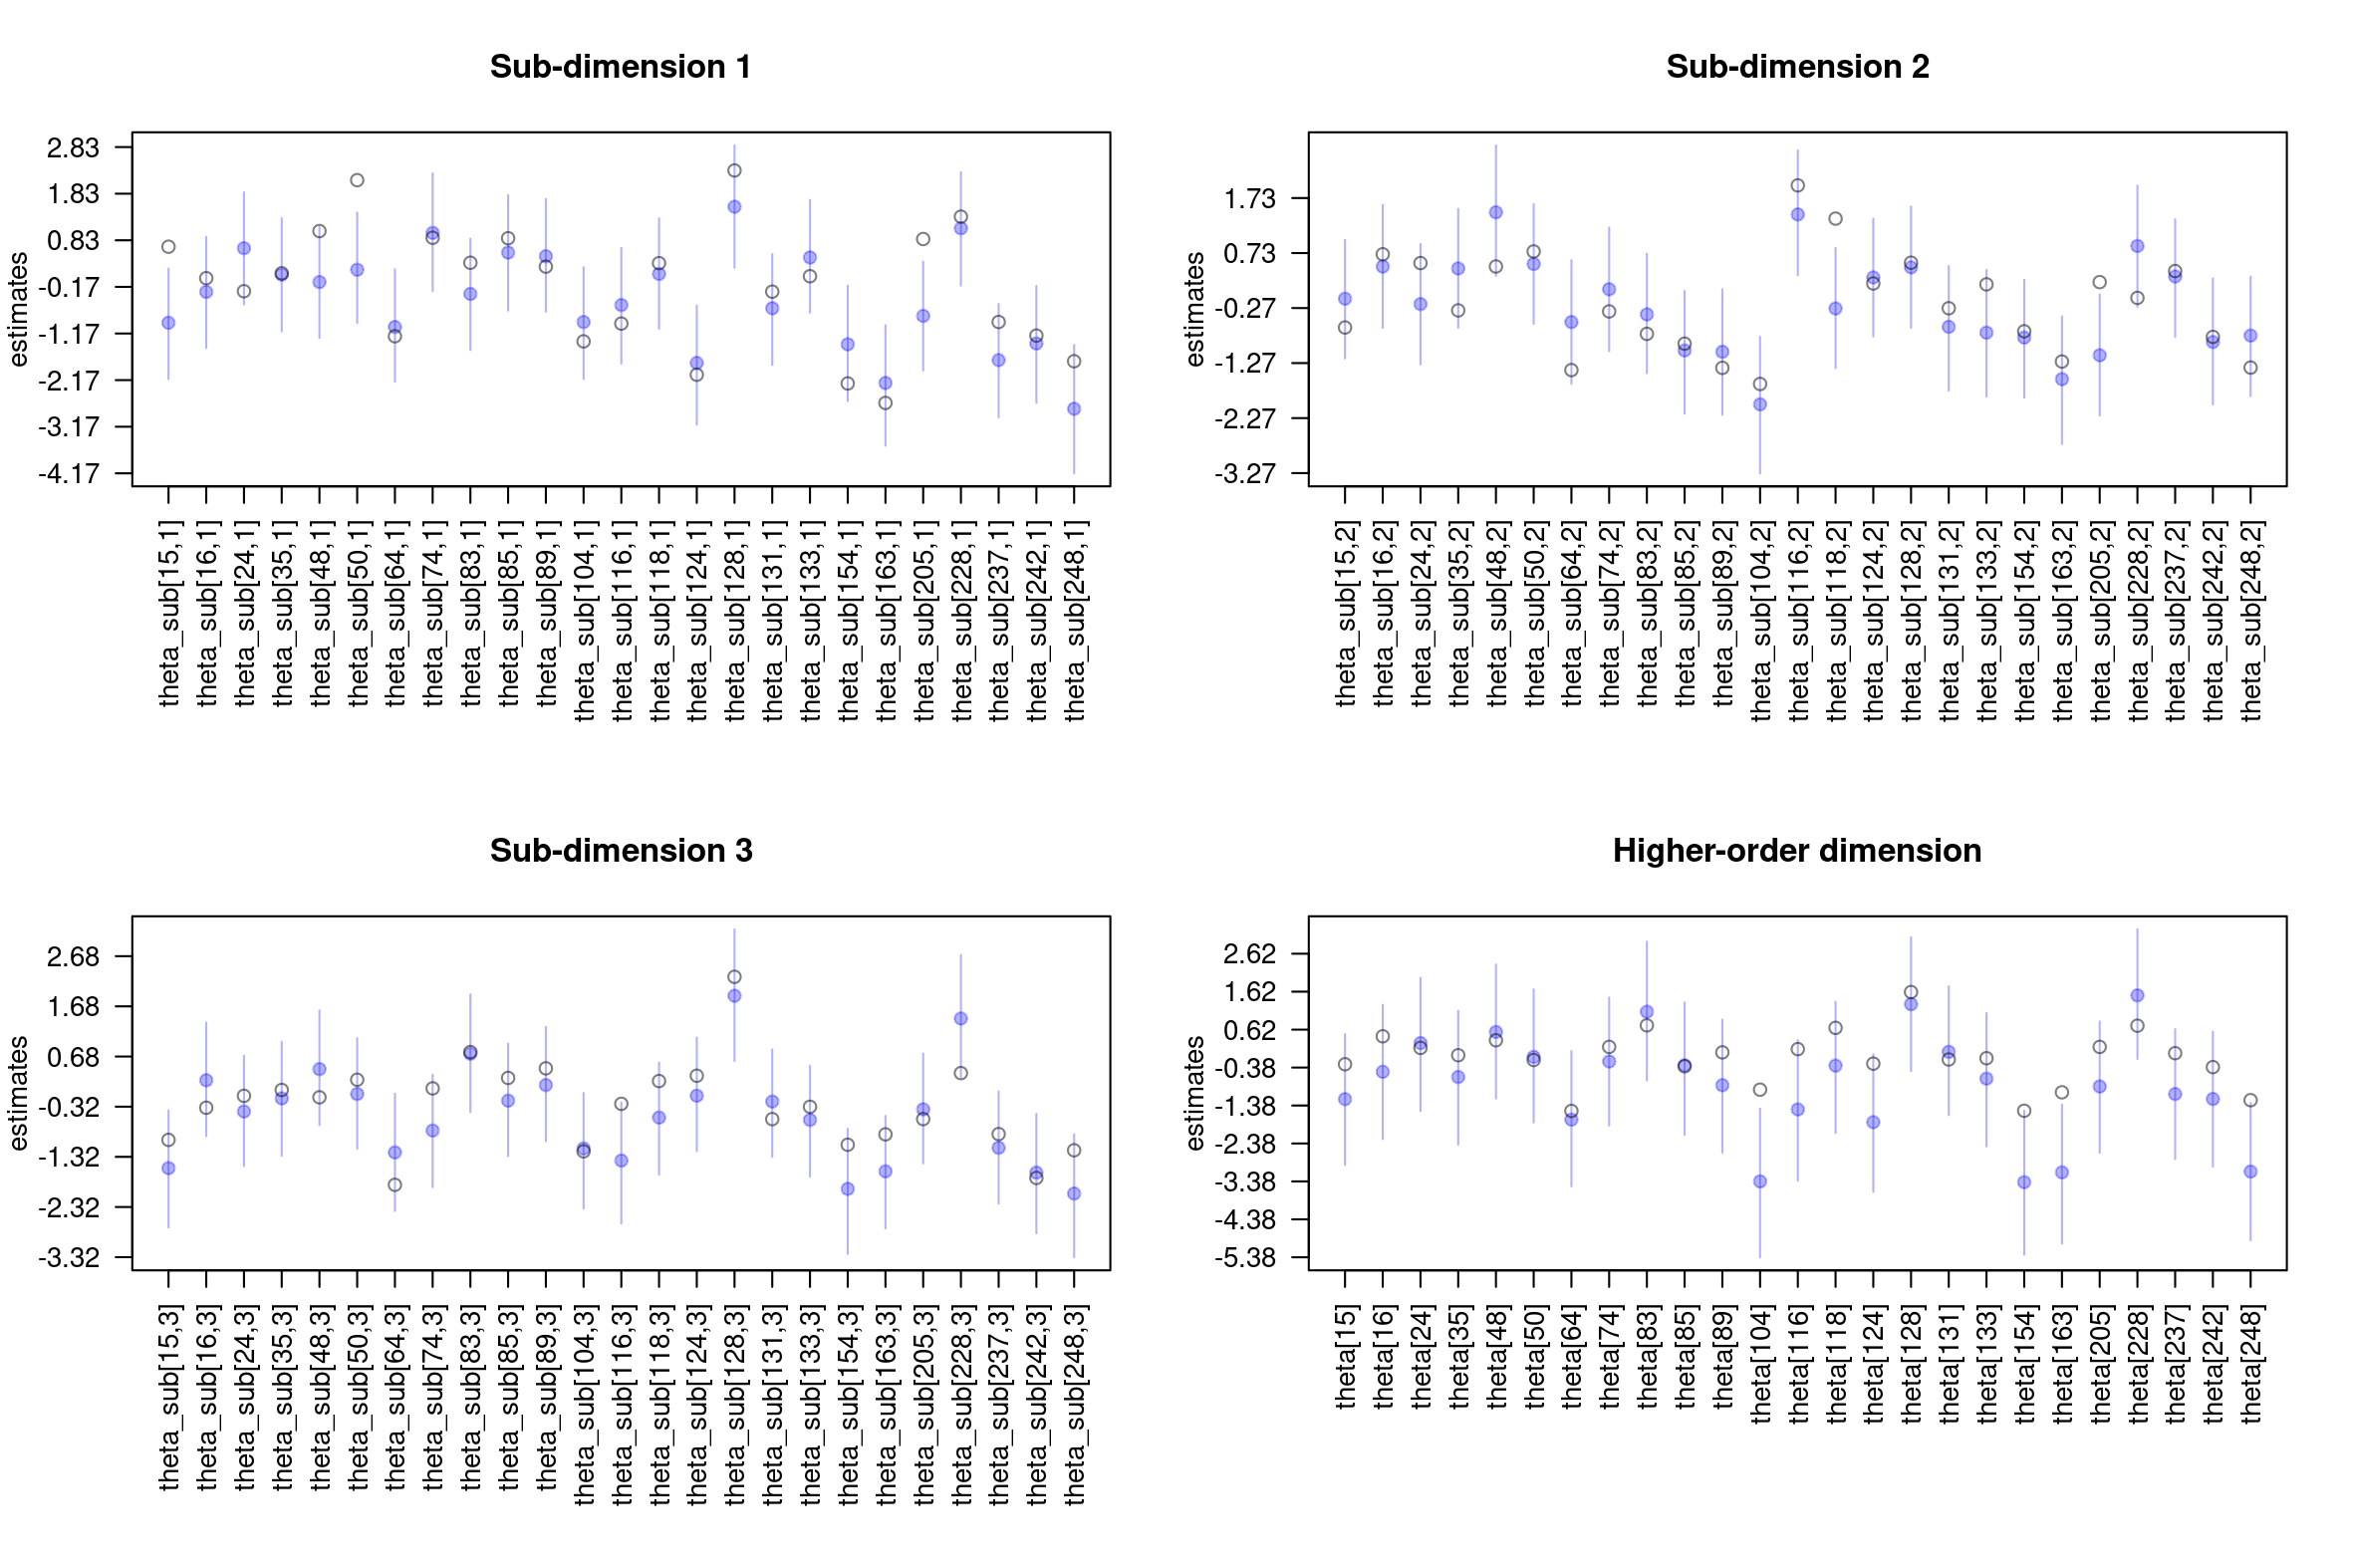 Sub-dimension 1
estimates
2.83
1.83
0.83
-0.17
-1.17
-2.17
-3.17
-4.17
theta_sub[15,1]
theta_sub[16,1]
theta_sub[24,1]
theta_sub[35,1]
theta_sub[48,1]
theta_sub[50,1]
theta_sub[64,1]
theta_sub[74,1]
theta_sub[83,1]
theta_sub[85,1]
theta_sub[89,1]
theta_sub[104,1]
theta_sub[116,1]
theta_sub[118,1]
theta_sub[124,1]
theta_sub[128,1]
theta_sub[131,1]
theta_sub[133,1]
theta_sub[154,1]
theta_sub[163,1]
theta_sub[205,1]
theta_sub[228,1]
theta_sub[237,1]
theta_sub[242,1]
theta_sub[248,1]
Sub-dimension 2
estimates
1.73
0.73
-0.27
-1.27
-2.27
-3.27
theta_sub[15,2]
theta_sub[16,2]
theta_sub[24,2]
theta_sub[35,2]
theta_sub[48,2]
theta_sub[50,2]
theta_sub[64,2]
theta_sub[74,2]
theta_sub[83,2]
theta_sub[85,2]
theta_sub[89,2]
theta_sub[104,2]
theta_sub[116,2]
theta_sub[118,2]
theta_sub[124,2]
theta_sub[128,2]
theta_sub[131,2]
theta_sub[133,2]
theta_sub[154,2]
theta_sub[163,2]
theta_sub[205,2]
theta_sub[228,2]
theta_sub[237,2]
theta_sub[242,2]
theta_sub[248,2]
Sub-dimension 3
estimates
2.68
1.68
0.68
-0.32
-1.32
-2.32
-3.32
theta_sub[15,3]
theta_sub[16,3]
theta_sub[24,3]
theta_sub[35,3]
theta_sub[48,3]
theta_sub[50,3]
theta_sub[64,3]
theta_sub[74,3]
theta_sub[83,3]
theta_sub[85,3]
theta_sub[89,3]
theta_sub[104,3]
theta_sub[116,3]
theta_sub[118,3]
theta_sub[124,3]
theta_sub[128,3]
theta_sub[131,3]
theta_sub[133,3]
theta_sub[154,3]
theta_sub[163,3]
theta_sub[205,3]
theta_sub[228,3]
theta_sub[237,3]
theta_sub[242,3]
theta_sub[248,3]
Higher-order dimension
estimates
2.62
1.62
0.62
-0.38
-1.38
-2.38
-3.38
-4.38
-5.38
theta[15]
theta[16]
theta[24]
theta[35]
theta[48]
theta[50]
theta[64]
theta[74]
theta[83]
theta[85]
theta[89]
theta[104]
theta[116]
theta[118]
theta[124]
theta[128]
theta[131]
theta[133]
theta[154]
theta[163]
theta[205]
theta[228]
theta[237]
theta[242]
theta[248]